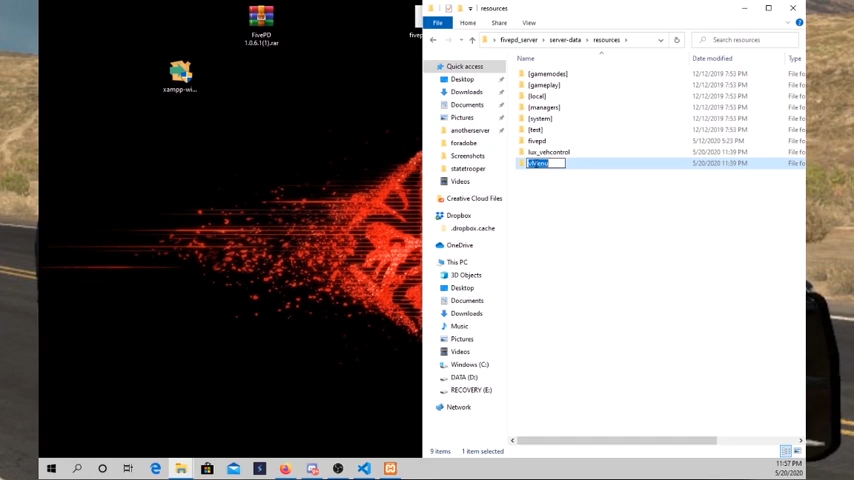 resources
File
Home
Share
View
fivepd_server
server-data
resources
Search resources
Name
Date modified
Type
Quick access
Desktop
Downloads
Documents
Pictures
anotherserver
foradobe
Screenshots
statetrooper
Videos
Creative Cloud Files
Dropbox
.dropbox.cache
OneDrive
This PC
3D Objects
Desktop
Documents
Downloads
Music
Pictures
Videos
Windows (C:)
DATA (D:)
RECOVERY (E:)
Network
[gamemodes] 12/12/2019 7:53 PM File fo
[gameplay] 12/12/2019 7:53 PM File fo
[local] 12/12/2019 7:53 PM File fo
[managers] 12/12/2019 7:53 PM File fo
[system] 12/12/2019 7:53 PM File fo
[test] 12/12/2019 7:53 PM File fo
fivepd 5/12/2020 5:23 PM File fo
lux_vehcontrol 5/20/2020 11:39 PM File fo
vMenu 5/20/2020 11:39 PM File fo
9 items
1 item selected
FivePD
1.0.6.1(1).rar
fivep
xampp-wi...
11:57 PM
5/20/2020